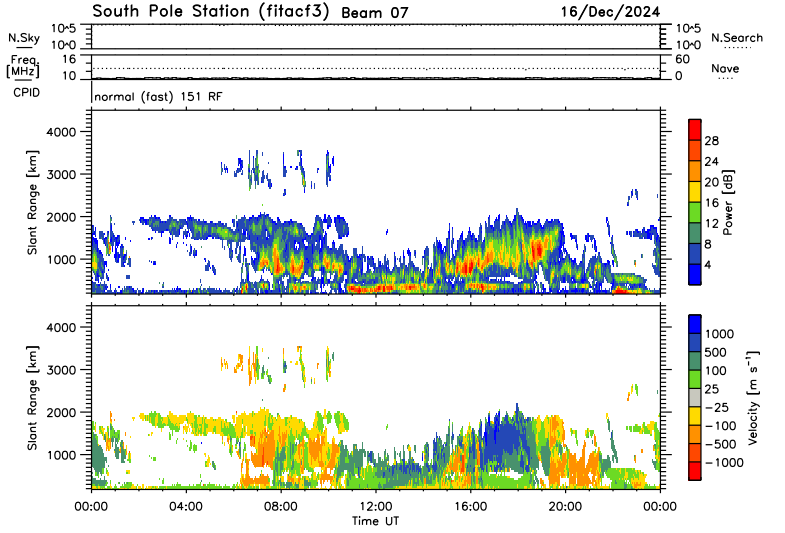 South Pole Station (fitacf3) Beam 07 16/Dec/2024
N.Sky 10^5 10^0 10^5 10^0 N.Search
Freq. [MHz] 16 10 60 0 Nave
CPID normal (fast) 151 RF
Slant Range [km]
4000
3000
2000
1000
28
24
20
16
12
8
4
Power [dB]
Slant Range [km]
4000
3000
2000
1000
1000
500
100
25
−25
−100
−500
−1000
Velocity [m s⁻¹]
00:00 04:00 08:00 12:00 16:00 20:00 00:00
Time UT